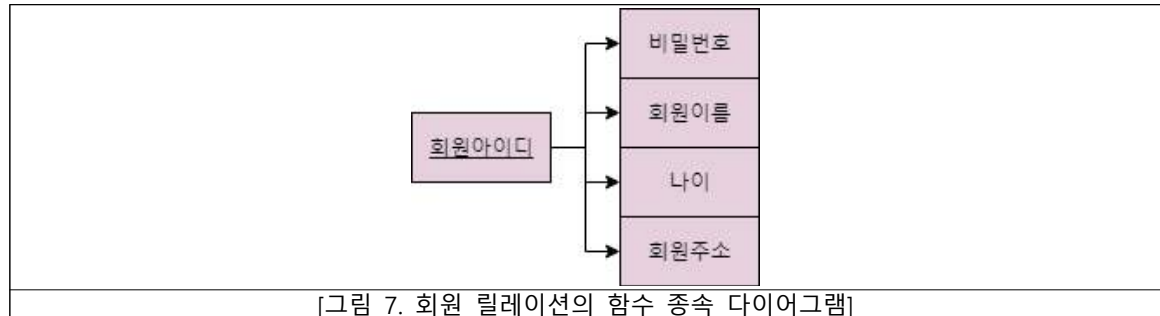 비밀번호
회원이름
회원아이디
나이
회원주소
[그림 7. 회원 릴레이션의 함수 종속 다이어그램]